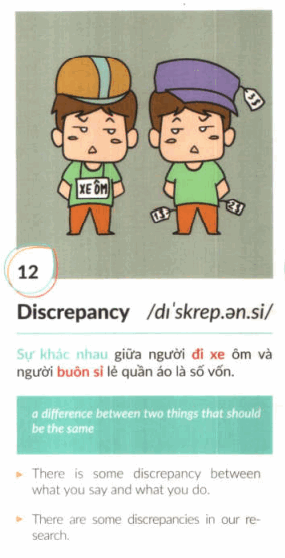 XE ÔM
12
Discrepancy /dɪˈskrep.ən.si/
Sự khác nhau giữa người đi xe ôm và
người buôn sỉ lẻ quần áo là số vốn.
a difference between two things that should
be the same
There is some discrepancy between
what you say and what you do.
There are some discrepancies in our re-
search.